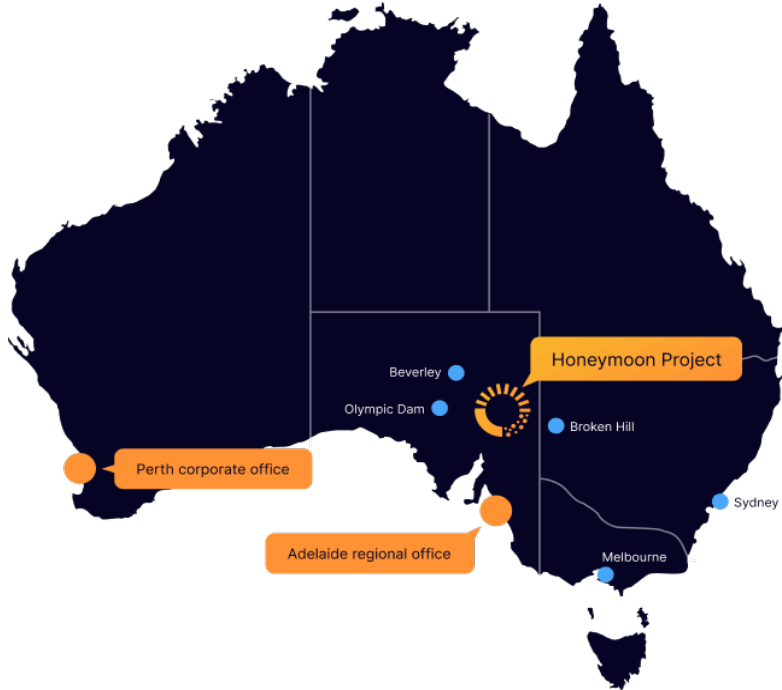 Honeymoon Project
Beverley
Olympic Dam
Broken Hill
Perth corporate office
Sydney
Adelaide regional office
Melbourne